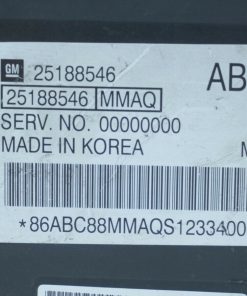 GM 25188546 AB
25188546 MMAQ
SERV. NO. 00000000
MADE IN KOREA M
*86ABC88MMAQS1233400